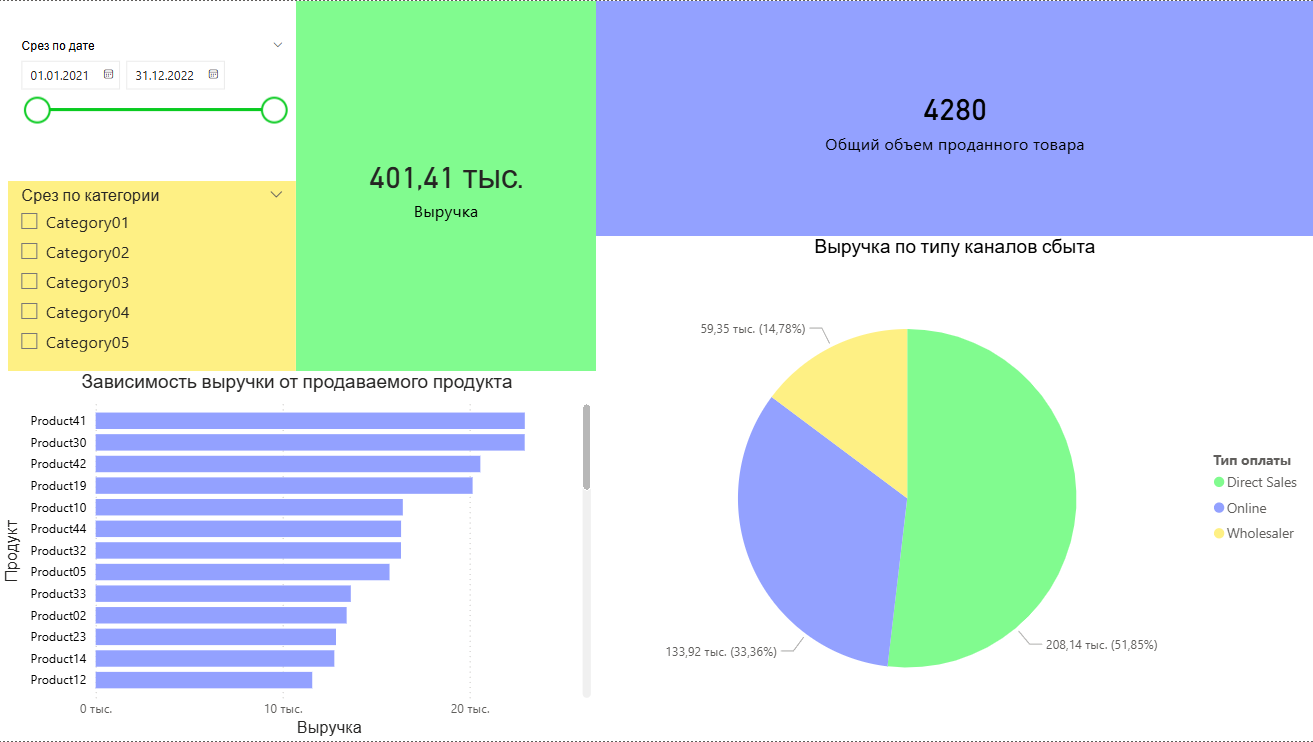 Срез по дате
01.01.2021
31.12.2022
Срез по категории
Category01
Category02
Category03
Category04
Category05
401,41 тыс.
Выручка
4280
Общий объем проданного товара
Зависимость выручки от продаваемого продукта
Продукт
Product41
Product30
Product42
Product19
Product10
Product44
Product32
Product05
Product33
Product02
Product23
Product14
Product12
0 тыс.
10 тыс.
20 тыс.
Выручка
Выручка по типу каналов сбыта
59,35 тыс. (14,78%)
133,92 тыс. (33,36%)
208,14 тыс. (51,85%)
Тип оплаты
Direct Sales
Online
Wholesaler